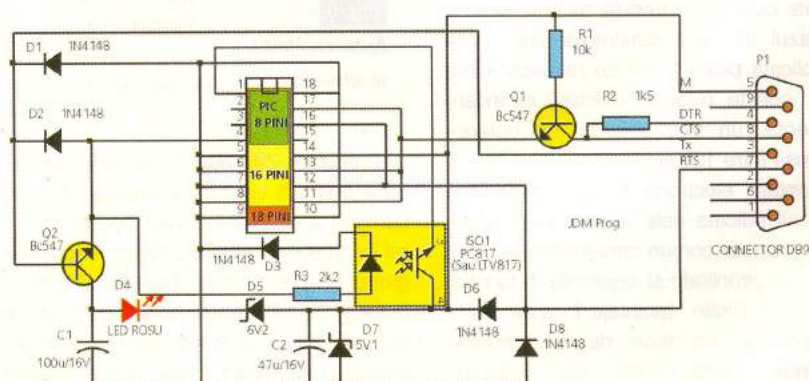 D1
1N4148
D2
1N4148
Q2
Bc547
D4
LED ROSU
C1
100u/16V
1
2
3
4
5
6
7
8
9
18
17
16
15
14
13
12
11
10
PIC
8 PINI
16 PINI
18 PINI
1N4148
D3
R3 2k2
D5
6V2
C2
47u/16V
D7
5V1
ISO1
PC817
(Sau LTV817)
D6
1N4148
D8
1N4148
JDM Prog
R1
10k
Q1
Bc547
R2 1k5
P1
M
DTR
CTS
Tx
RTS
5
9
4
8
3
7
2
6
1
CONNECTOR DB9